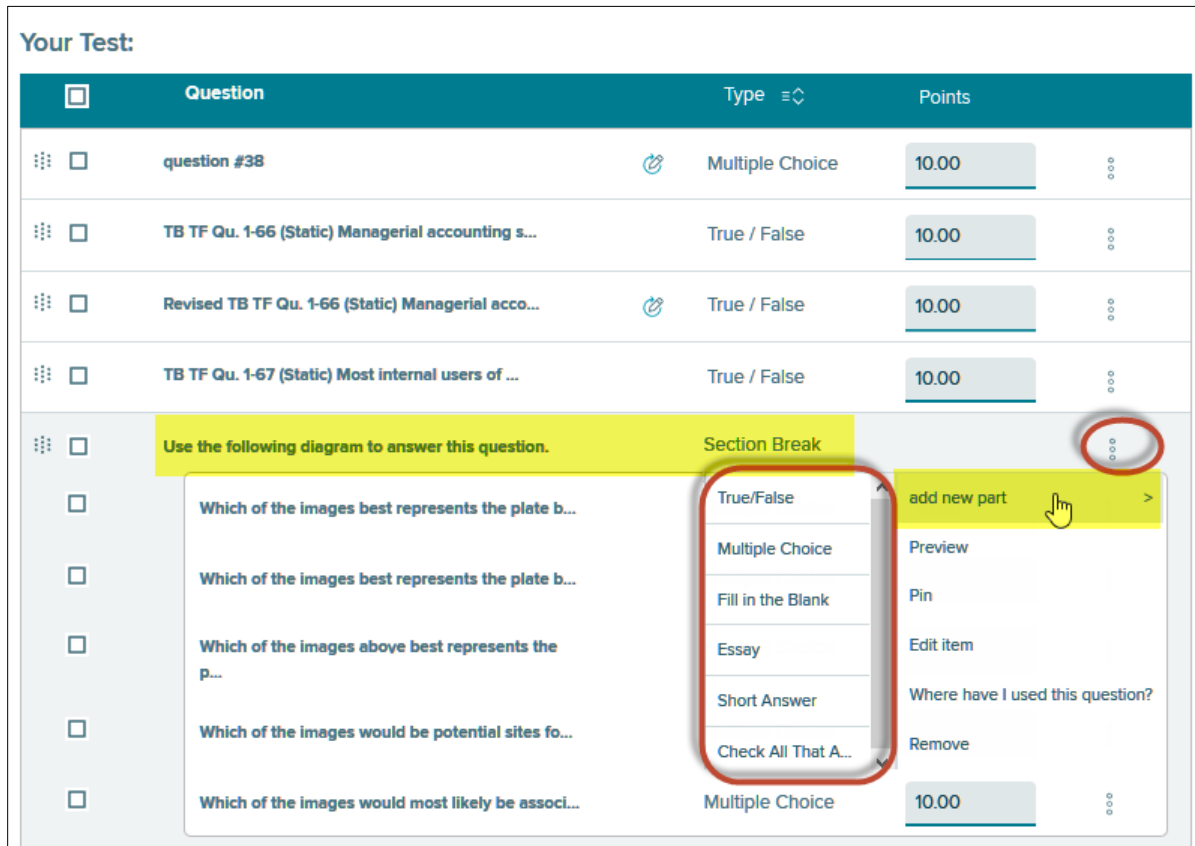 Your Test:
Question Type Points
question #38 Multiple Choice 10.00
TB TF Qu. 1-66 (Static) Managerial accounting s... True / False 10.00
Revised TB TF Qu. 1-66 (Static) Managerial acco... True / False 10.00
TB TF Qu. 1-67 (Static) Most internal users of ... True / False 10.00
Use the following diagram to answer this question. Section Break
True/False add new part >
Which of the images best represents the plate b...
Multiple Choice Preview
Which of the images best represents the plate b...
Fill in the Blank Pin
Which of the images above best represents the
p...
Essay Edit item
Short Answer Where have I used this question?
Which of the images would be potential sites fo...
Check All That A... Remove
Which of the images would most likely be associ... Multiple Choice 10.00